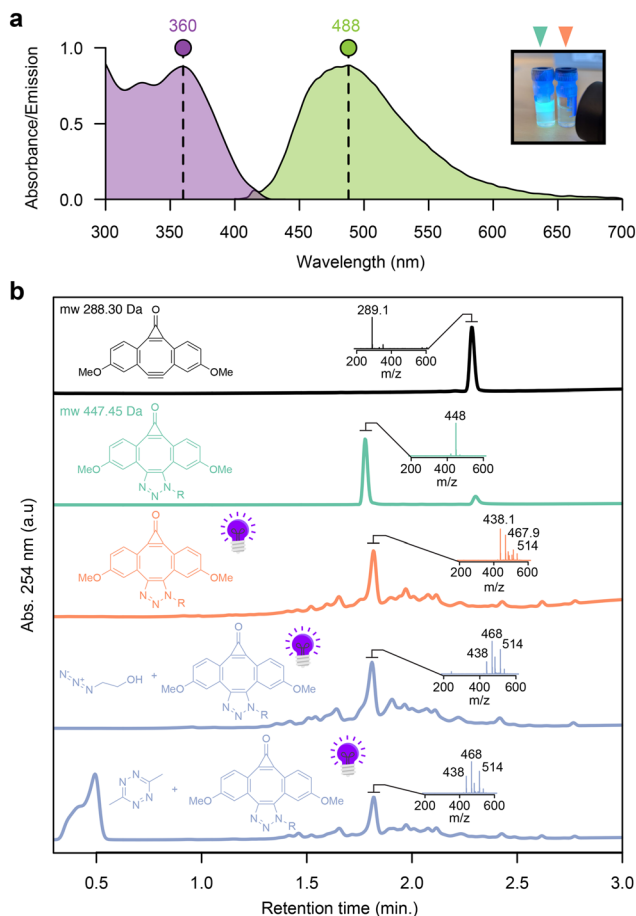 a
360
488
Absorbance/Emission
1.0
0.5
0.0
300
350
400
450
500
550
600
650
700
Wavelength (nm)
b
Abs. 254 nm (a.u)
mw 288.30 Da
O
MeO
OMe
289.1
200 400 600
m/z
mw 447.45 Da
O
MeO
OMe
N
N
N
R
448
200 400 600
m/z
O
MeO
OMe
N
N
N
R
438.1
467.9
514
200 400 600
m/z
N
N+
N
OH
+
O
MeO
OMe
N
N
N
R
468
438
514
200 400 600
m/z
N
N
N
N
+
O
MeO
OMe
N
N
N
R
468
438
514
200 400 600
m/z
0.5 1.0 1.5 2.0 2.5 3.0
Retention time (min.)